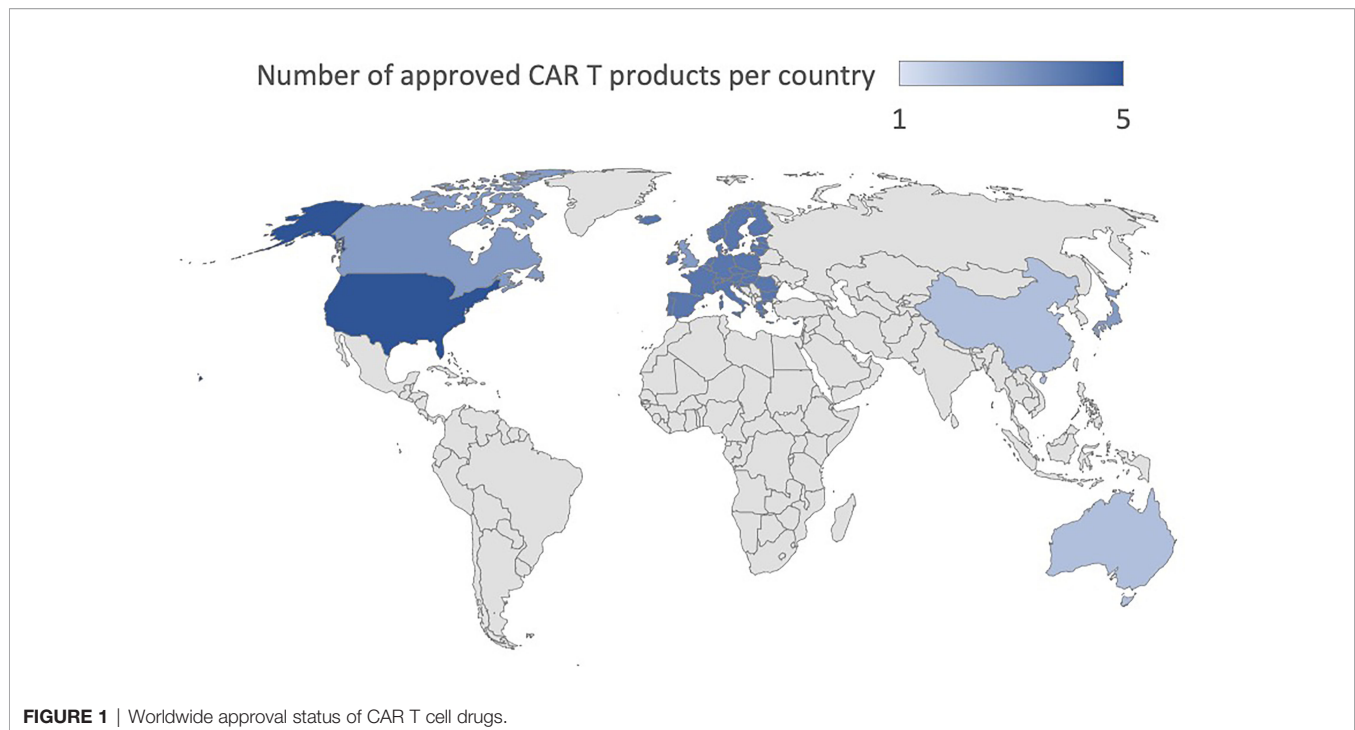 Number of approved CAR T products per country
1 5
FIGURE 1 | Worldwide approval status of CAR T cell drugs.